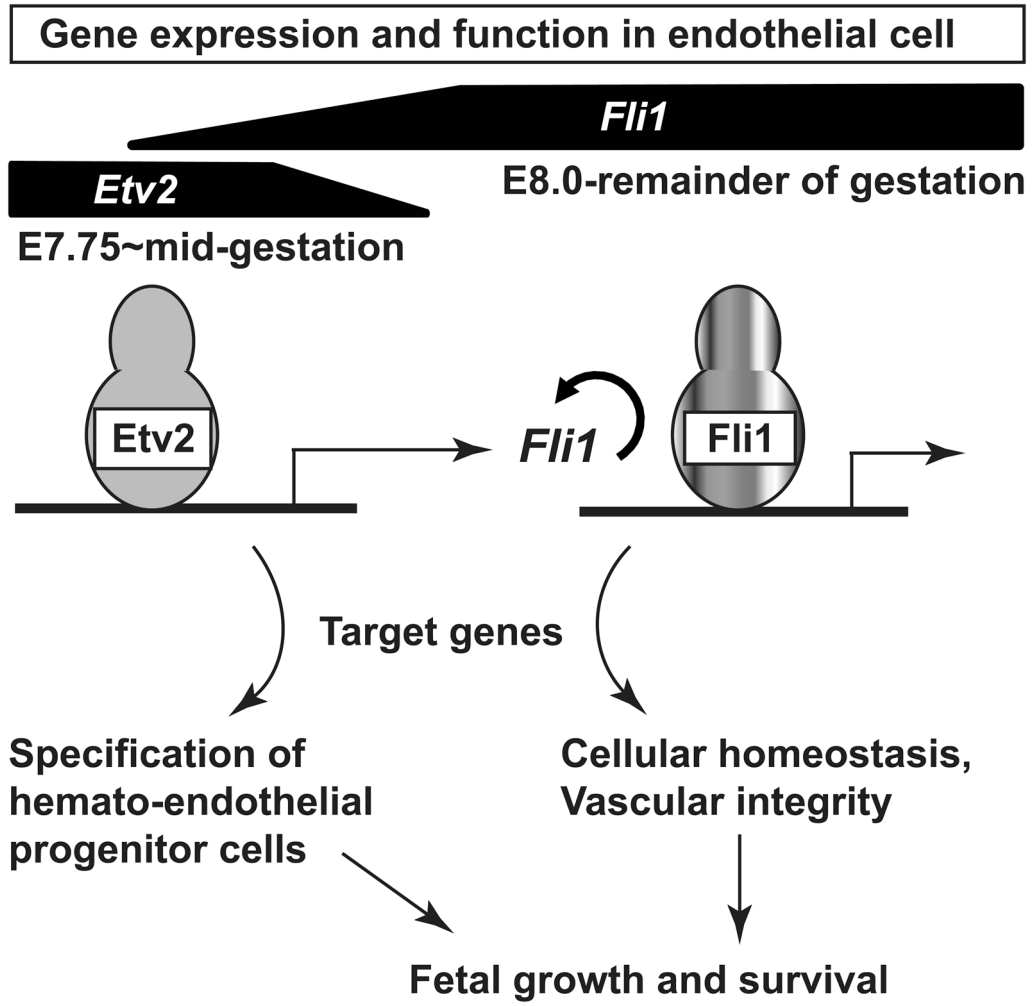 Gene expression and function in endothelial cell
Fli1
Etv2
E8.0-remainder of gestation
E7.75~mid-gestation
Etv2
Fli1
Fli1
Target genes
Specification of
hemato-endothelial
progenitor cells
Cellular homeostasis,
Vascular integrity
Fetal growth and survival